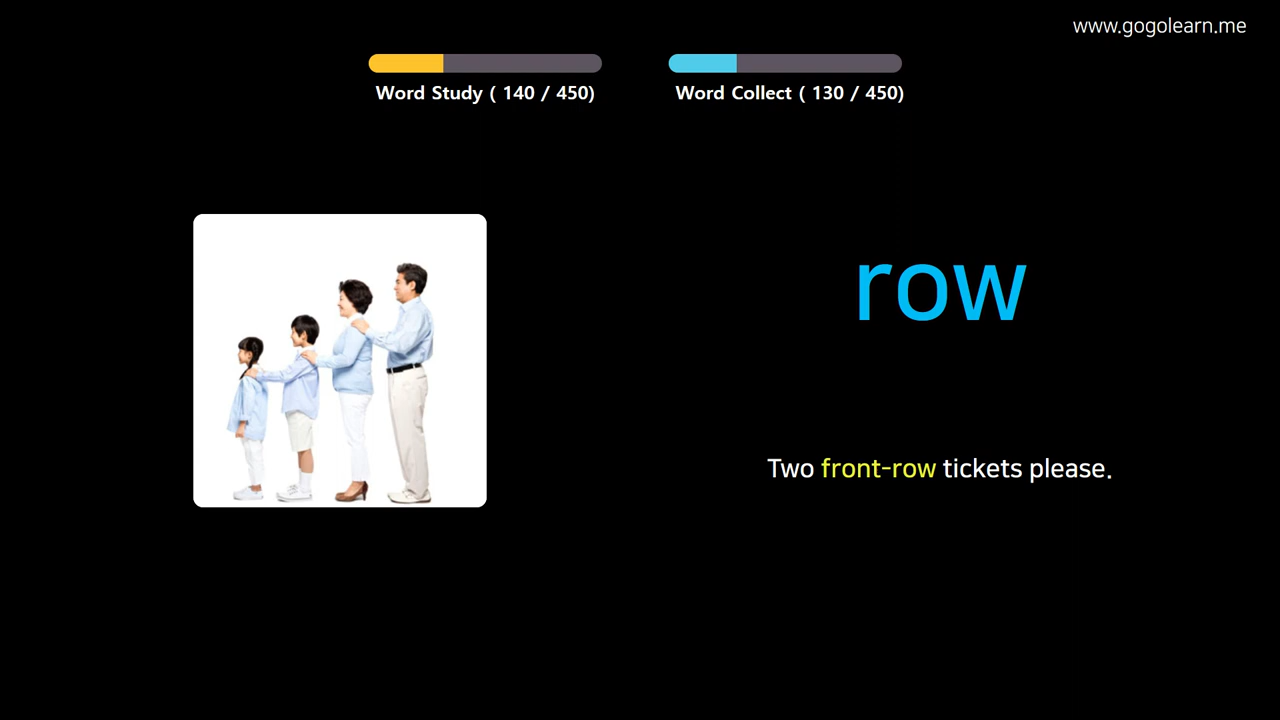 www.gogolearn.me
Word Study ( 140 / 450)
Word Collect ( 130 / 450)
row
Two front-row tickets please.